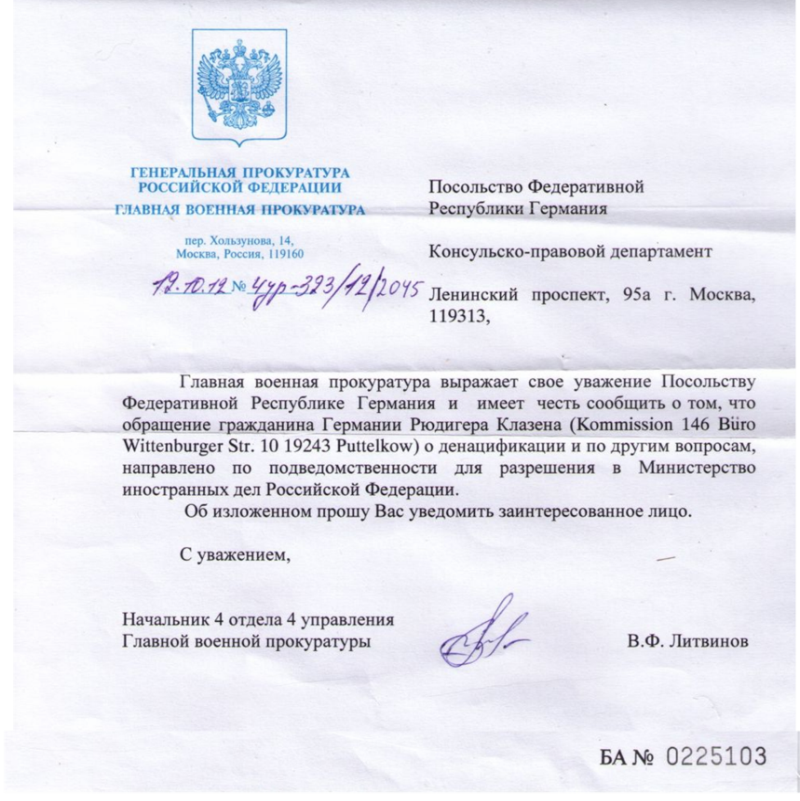 ГЕНЕРАЛЬНАЯ ПРОКУРАТУРА
РОССИЙСКОЙ ФЕДЕРАЦИИ
ГЛАВНАЯ ВОЕННАЯ ПРОКУРАТУРА
пер. Хользунова, 14,
Москва, Россия, 119160
12.10.12 № 4ур-323/12/2045
Посольство Федеративной
Республики Германия
Консульско-правовой департамент
Ленинский проспект, 95а г. Москва,
119313,
Главная военная прокуратура выражает свое уважение Посольству
Федеративной Республике Германия и имеет честь сообщить о том, что
обращение гражданина Германии Рюдигера Клазена (Kommission 146 Büro
Wittenburger Str. 10 19243 Puttelkow) о денацификации и по другим вопросам,
направлено по подведомственности для разрешения в Министерство
иностранных дел Российской Федерации.
Об изложенном прошу Вас уведомить заинтересованное лицо.
С уважением,
Начальник 4 отдела 4 управления
Главной военной прокуратуры
В.Ф. Литвинов
БА № 0225103